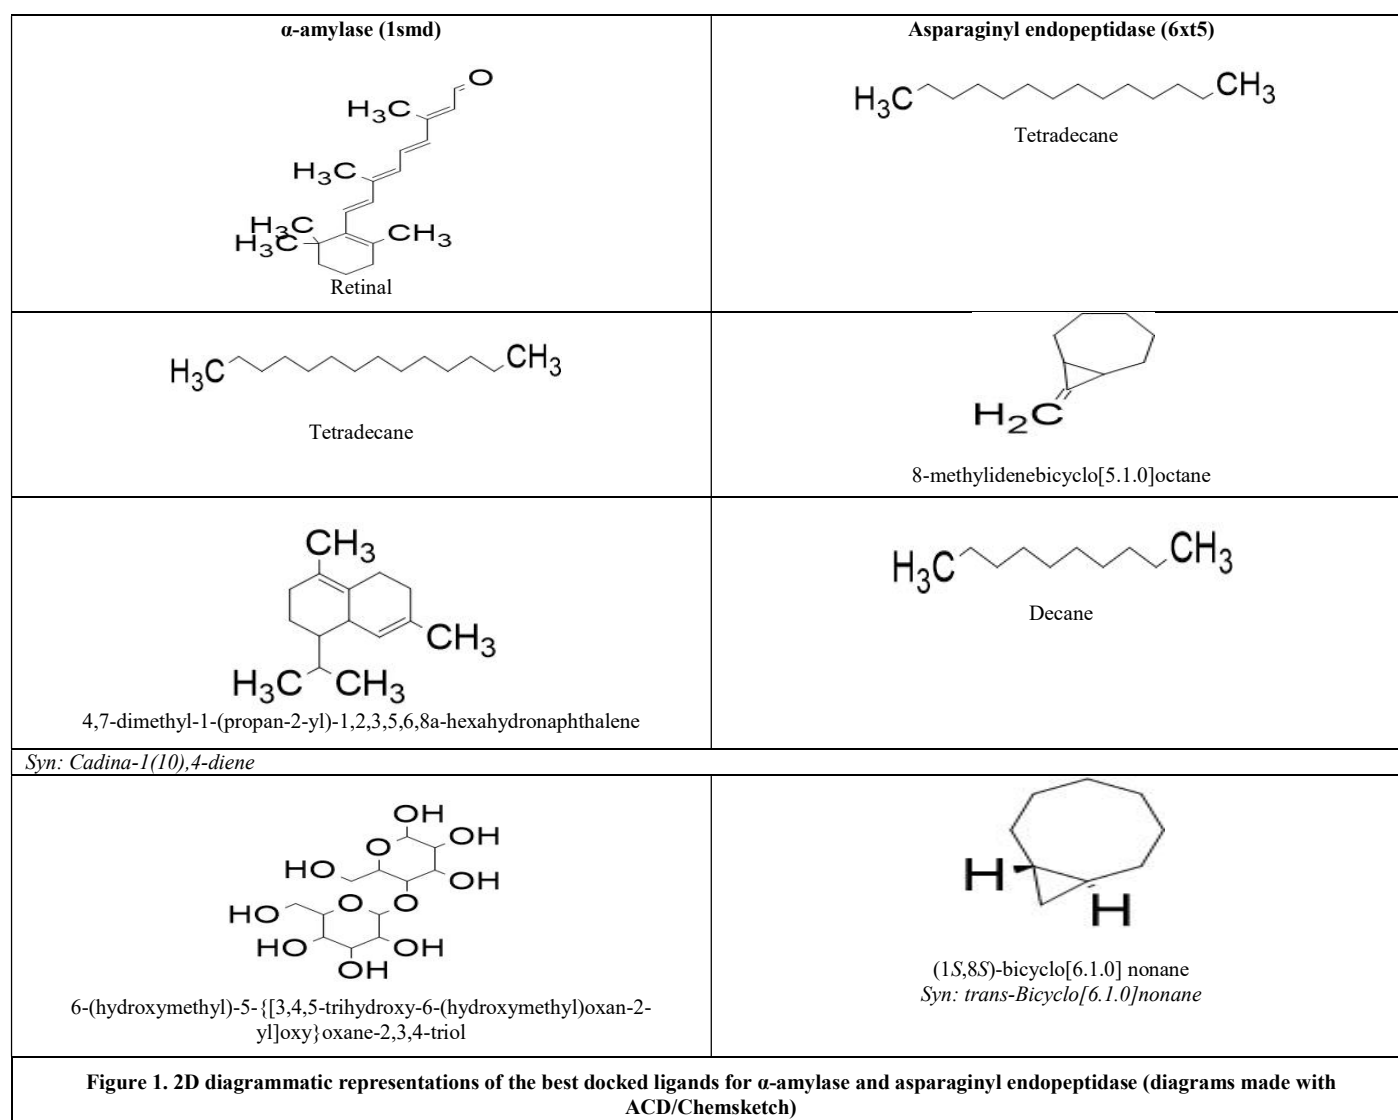 α-amylase (1smd)
Asparaginyl endopeptidase (6xt5)
O
H₃C
H₃C
H₃C
H₃C
CH₃
Retinal
H₃C
CH₃
Tetradecane
H₃C
CH₃
Tetradecane
H₂C
8-methylidenebicyclo[5.1.0]octane
CH₃
CH₃
H₃C
CH₃
4,7-dimethyl-1-(propan-2-yl)-1,2,3,5,6,8a-hexahydronaphthalene
H₃C
CH₃
Decane
Syn: Cadina-1(10),4-diene
OH
O
OH
HO
OH
HO
O
O
HO
OH
OH
6-(hydroxymethyl)-5-{[3,4,5-trihydroxy-6-(hydroxymethyl)oxan-2-
yl]oxy}oxane-2,3,4-triol
H
H
(1S,8S)-bicyclo[6.1.0] nonane
Syn: trans-Bicyclo[6.1.0]nonane
Figure 1. 2D diagrammatic representations of the best docked ligands for α-amylase and asparaginyl endopeptidase (diagrams made with
ACD/Chemsketch)